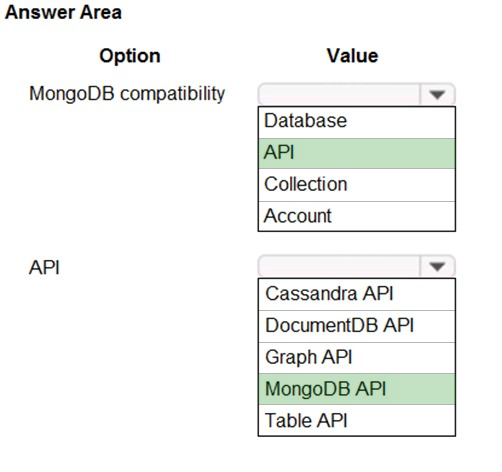 Answer Area
Option Value
MongoDB compatibility
Database
API
Collection
Account
API
Cassandra API
DocumentDB API
Graph API
MongoDB API
Table API